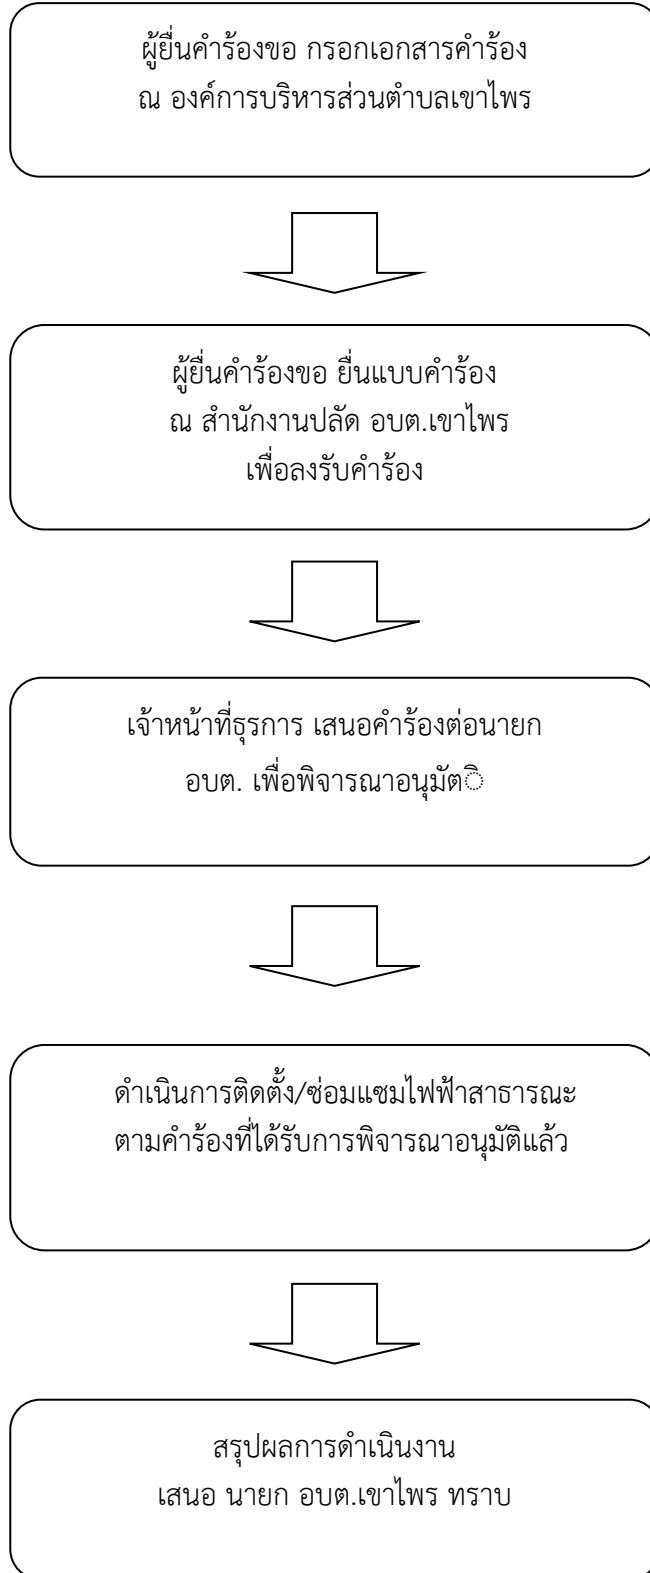 ผู้ยื่นคำร้องขอ กรอกเอกสารคำร้อง
ณ องค์การบริหารส่วนตำบลเขาไพร
ผู้ยื่นคำร้องขอ ยื่นแบบคำร้อง
ณ สำนักงานปลัด อบต.เขาไพร
เพื่อลงรับคำร้อง
เจ้าหน้าที่ธุรการ เสนอคำร้องต่อนายก
อบต. เพื่อพิจารณาอนุมัติ
ดำเนินการติดตั้ง/ซ่อมแซมไฟฟ้าสาธารณะ
ตามคำร้องที่ได้รับการพิจารณาอนุมัติแล้ว
สรุปผลการดำเนินงาน
เสนอ นายก อบต.เขาไพร ทราบ